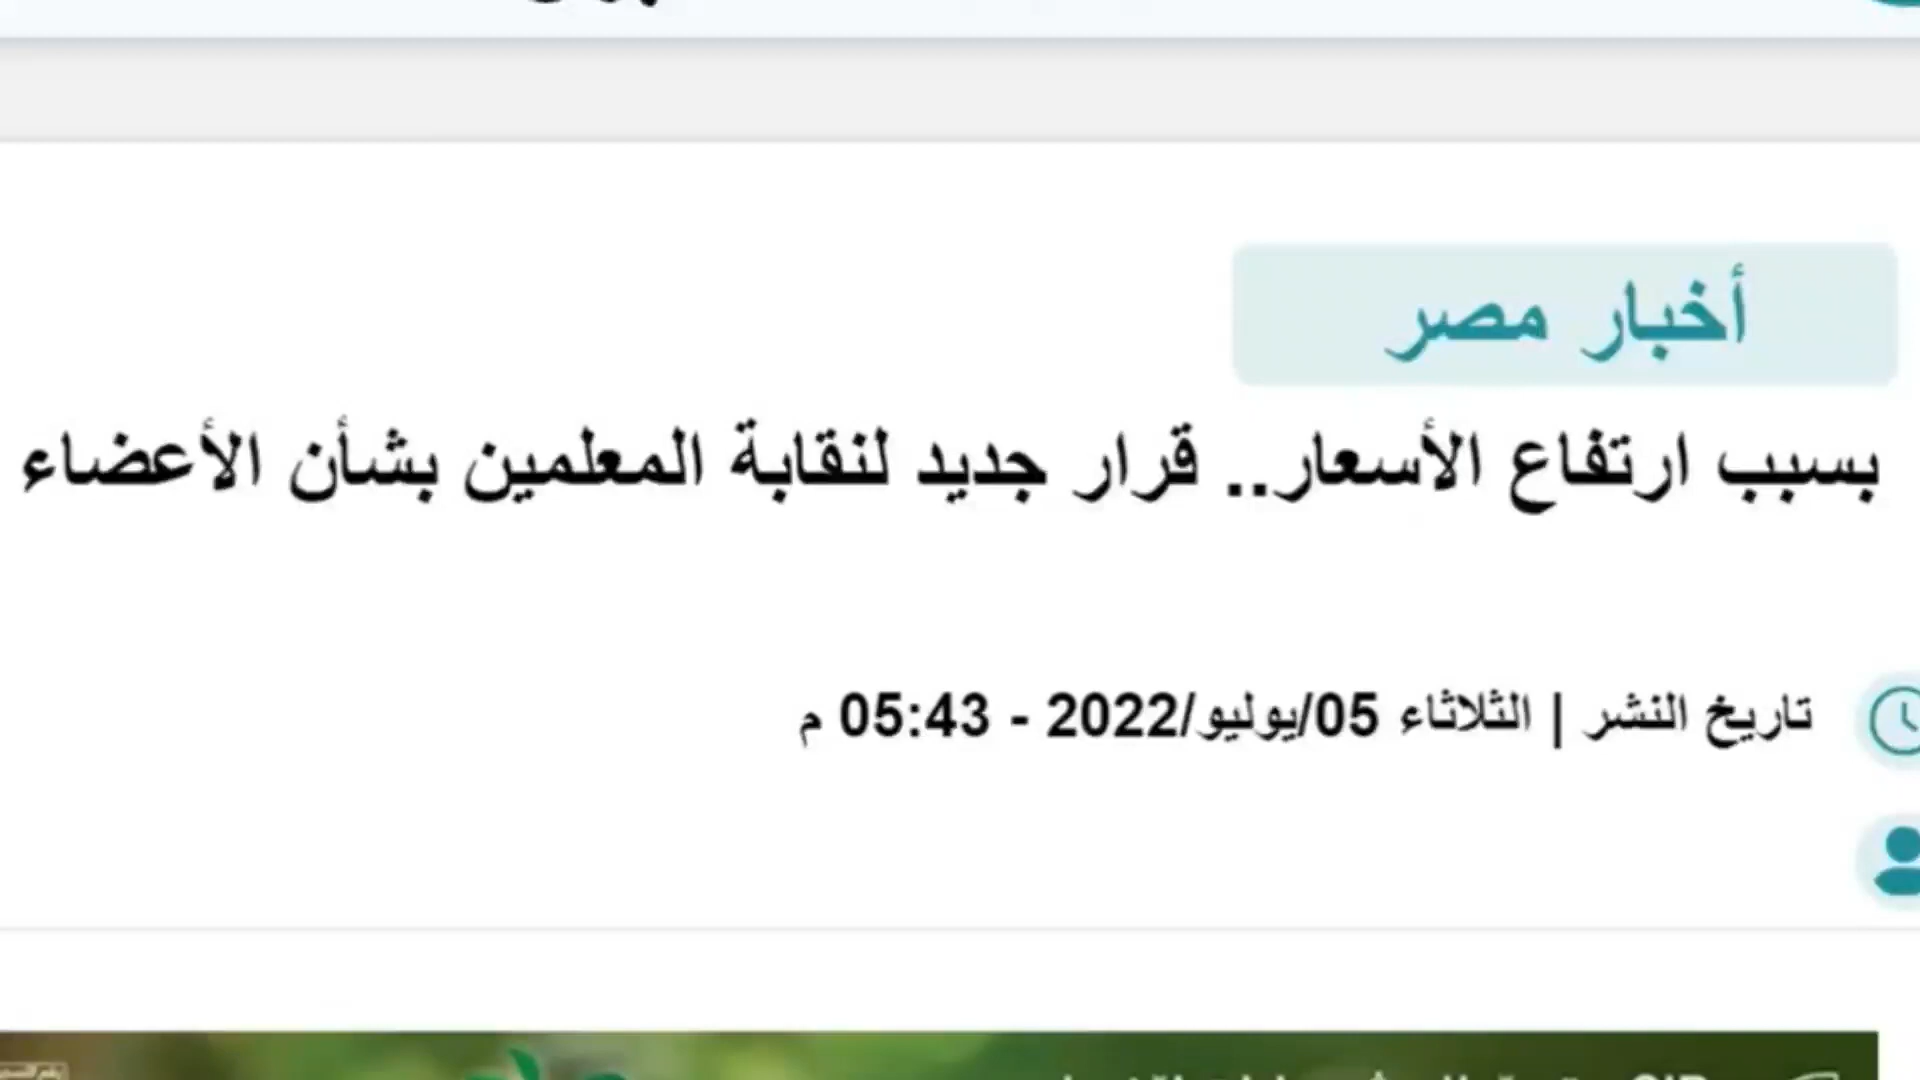 أخبار مصر
بسبب ارتفاع الأسعار.. قرار جديد لنقابة المعلمين بشأن الأعضاء
تاريخ النشر | الثلاثاء 05/يوليو/2022 - 05:43 م